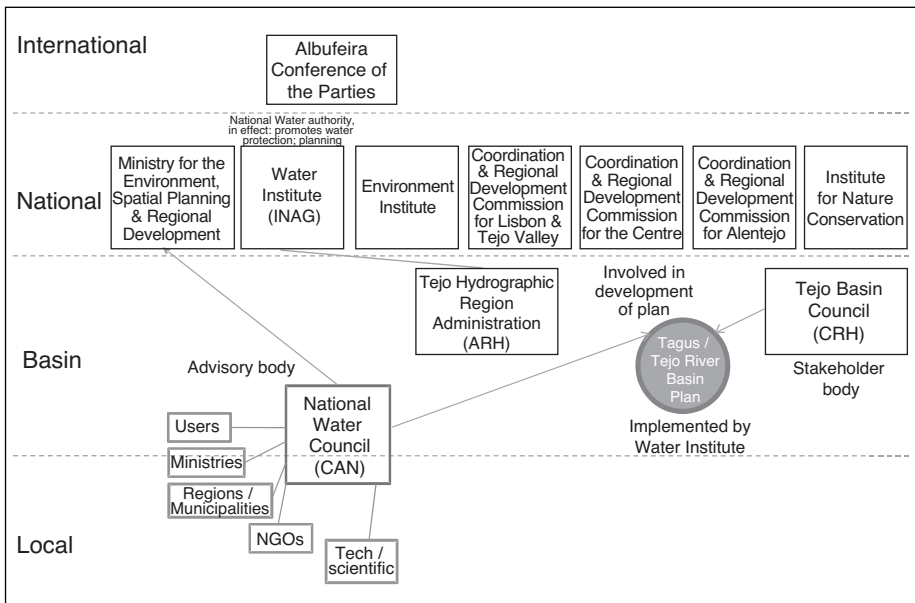 International
Albufeira
Conference of
the Parties
National Water authority,
in effect: promotes water
protection; planning
National
Ministry for the
Environment,
Spatial Planning
& Regional
Development
Water
Institute
(INAG)
Environment
Institute
Coordination
& Regional
Development
Commission
for Lisbon &
Tejo Valley
Coordination
& Regional
Development
Commission
for the Centre
Coordination
& Regional
Development
Commission
for Alentejo
Institute
for Nature
Conservation
Basin
Tejo Hydrographic
Region
Administration
(ARH)
Involved in
development
of plan
Tejo Basin
Council
(CRH)
Stakeholder
body
Tagus /
Tejo River
Basin
Plan
Implemented by
Water Institute
Advisory body
National
Water
Council
(CAN)
Users
Ministries
Regions /
Municipalities
NGOs
Tech /
scientific
Local